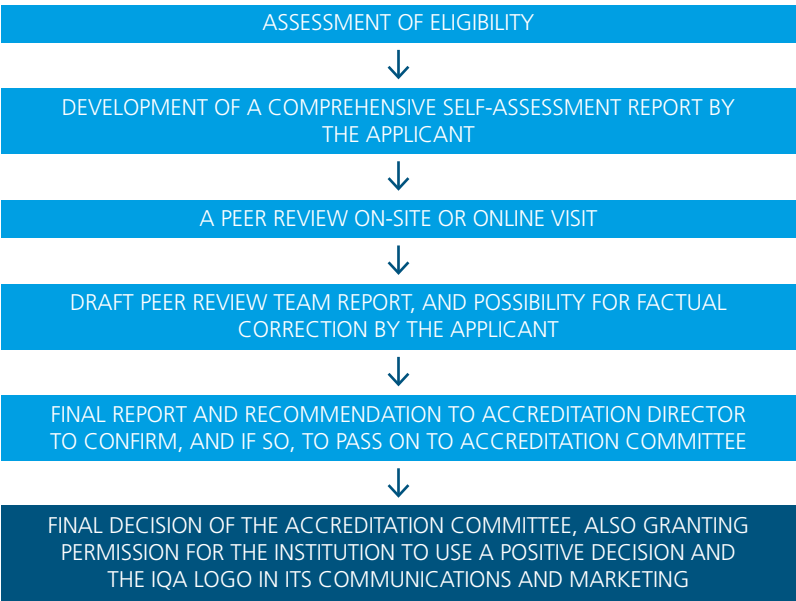 ASSESSMENT OF ELIGIBILITY
DEVELOPMENT OF A COMPREHENSIVE SELF-ASSESSMENT REPORT BY
THE APPLICANT
A PEER REVIEW ON-SITE OR ONLINE VISIT
DRAFT PEER REVIEW TEAM REPORT, AND POSSIBILITY FOR FACTUAL
CORRECTION BY THE APPLICANT
FINAL REPORT AND RECOMMENDATION TO ACCREDITATION DIRECTOR
TO CONFIRM, AND IF SO, TO PASS ON TO ACCREDITATION COMMITTEE
FINAL DECISION OF THE ACCREDITATION COMMITTEE, ALSO GRANTING
PERMISSION FOR THE INSTITUTION TO USE A POSITIVE DECISION AND
THE IQA LOGO IN ITS COMMUNICATIONS AND MARKETING